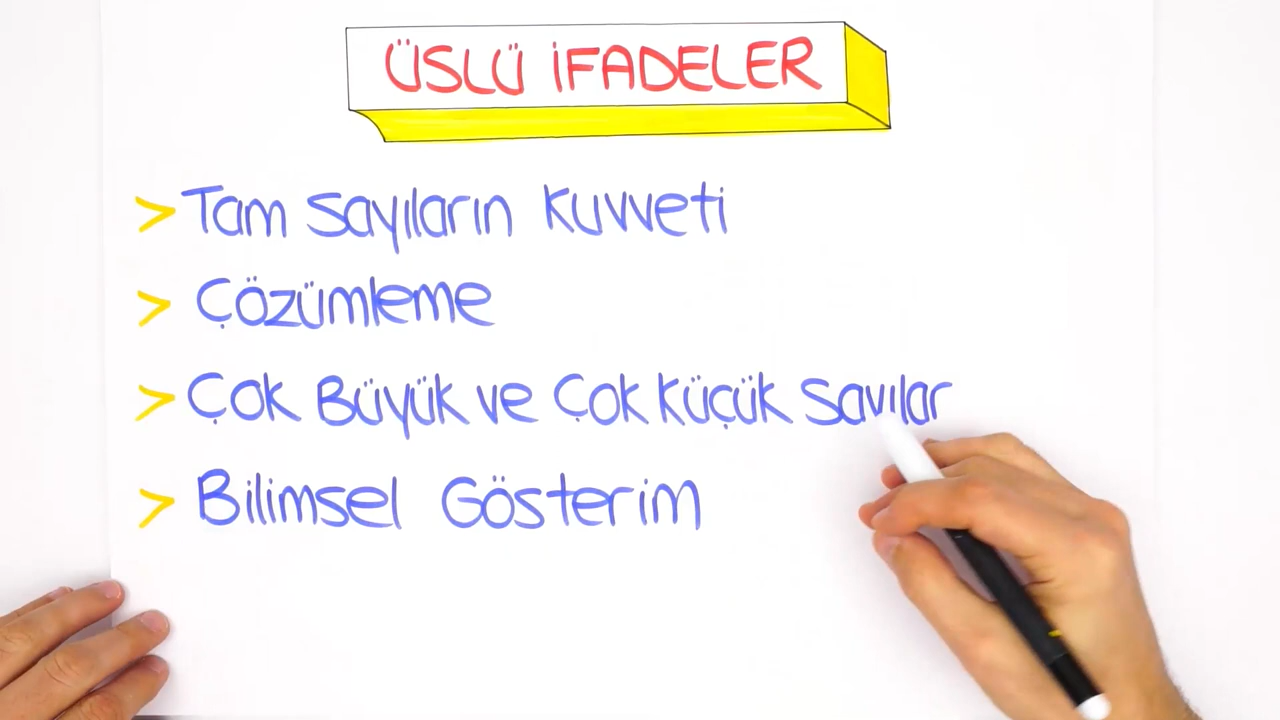 ÜSLÜ İFADELER
> Tam Sayıların Kuvveti
> Çözümleme
> Çok Büyük ve Çok Küçük Sayılar
> Bilimsel Gösterim